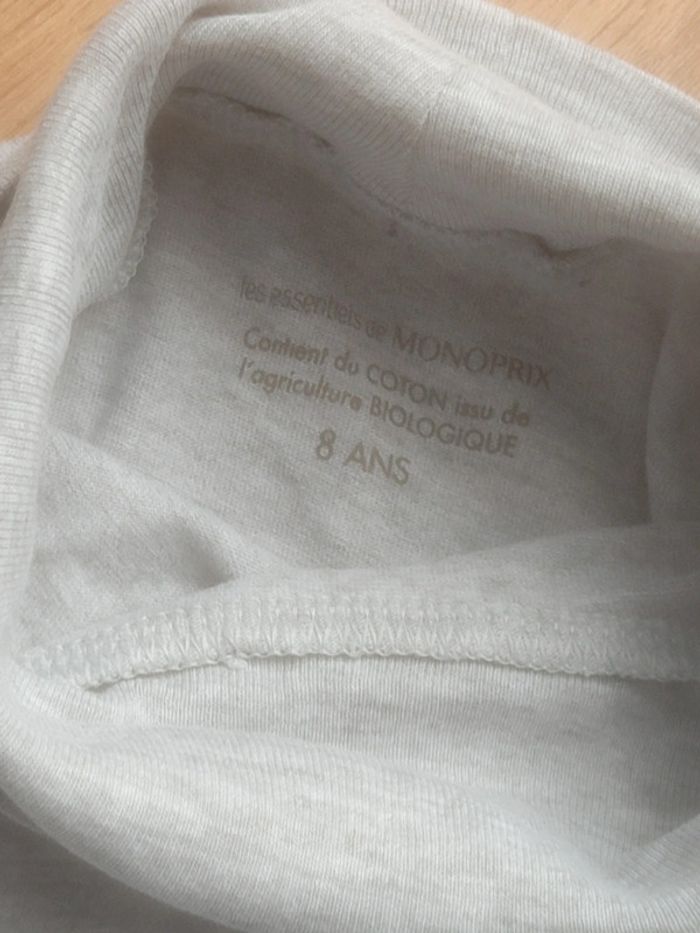 les essentiels de MONOPRIX
Contient du COTON issu de
l'agriculture BIOLOGIQUE
8 ANS